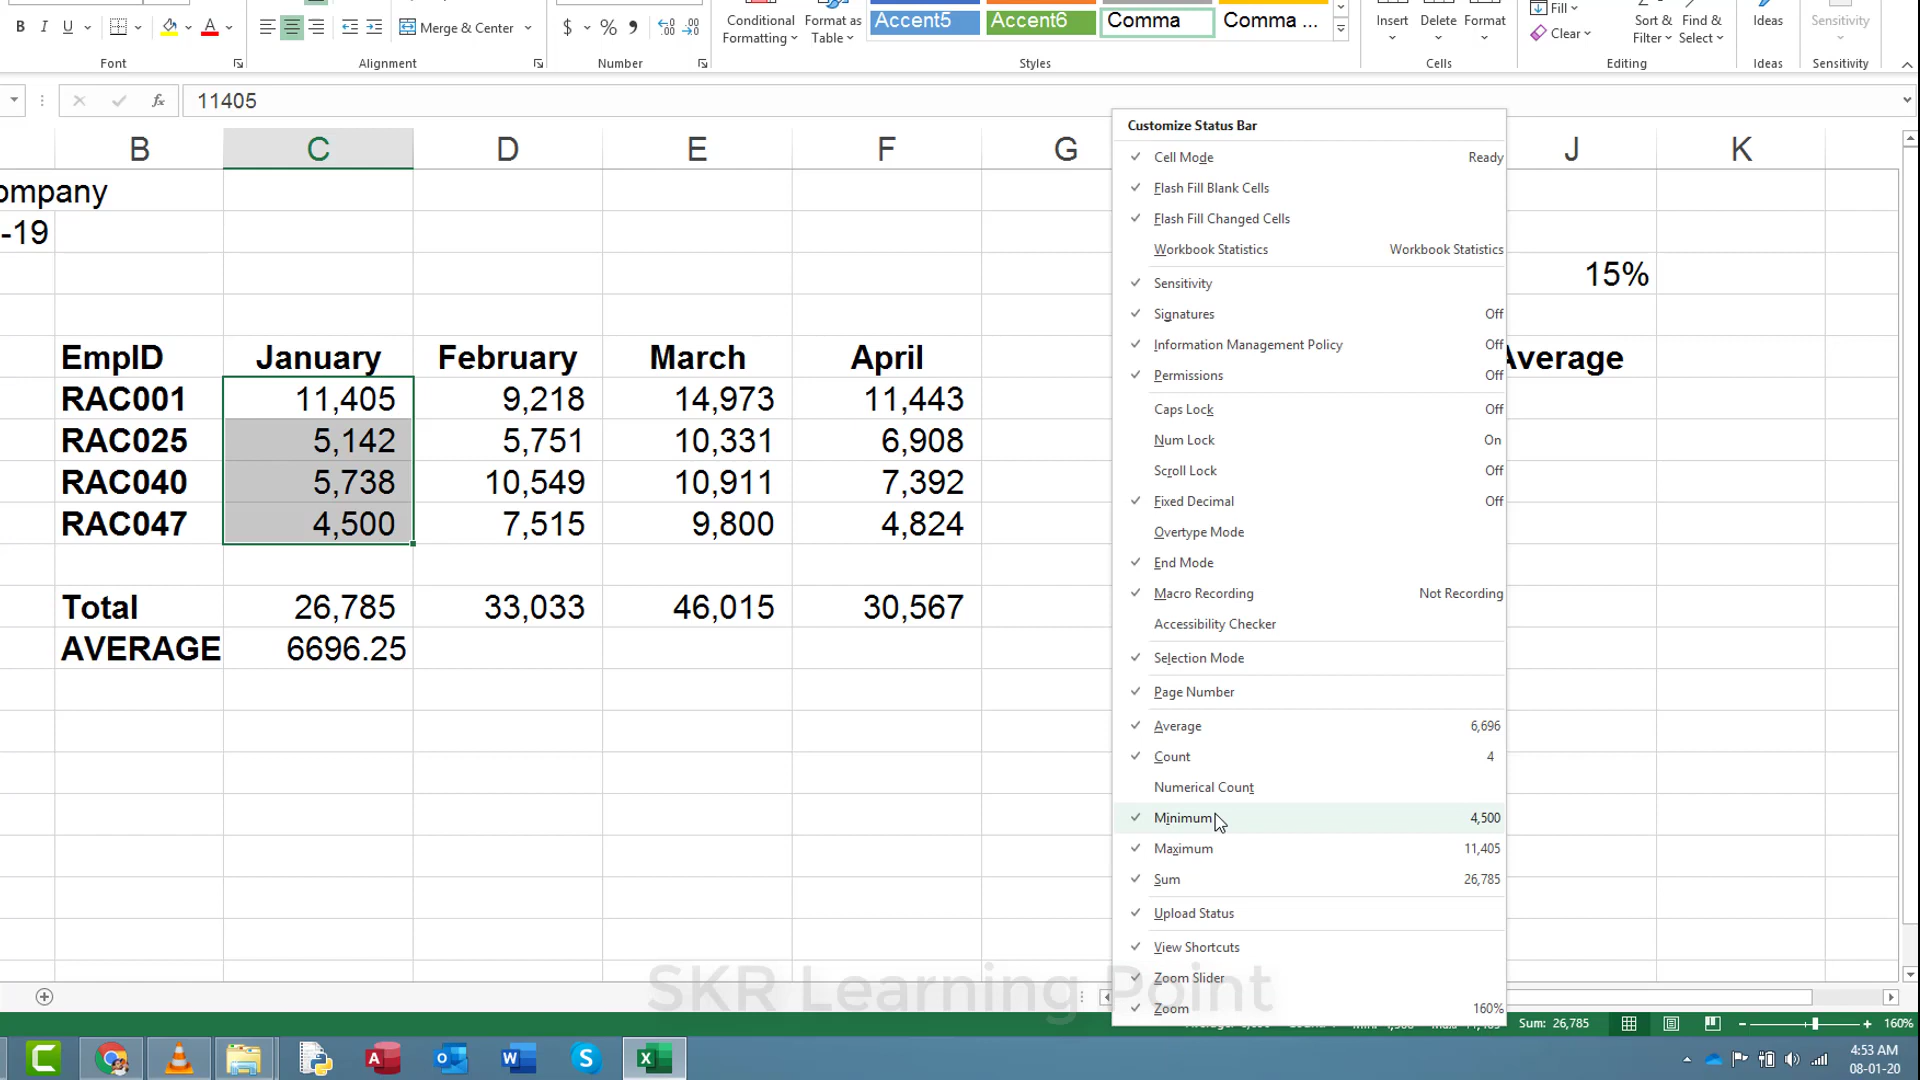 B I U Merge & Center $ % Conditional Formatting Format as Table Accent5 Accent6 Comma Comma ... Insert Delete Format Fill Clear Sort & Filter Find & Select Ideas Sensitivity
Font Alignment Number Styles Cells Editing Ideas Sensitivity
fx 11405
B C D E F G J K
ompany
-19
15%
EmpID January February March April Average
RAC001 11,405 9,218 14,973 11,443
RAC025 5,142 5,751 10,331 6,908
RAC040 5,738 10,549 10,911 7,392
RAC047 4,500 7,515 9,800 4,824
Total 26,785 33,033 46,015 30,567
AVERAGE 6696.25
Customize Status Bar
Cell Mode Ready
Flash Fill Blank Cells
Flash Fill Changed Cells
Workbook Statistics Workbook Statistics
Sensitivity
Signatures Off
Information Management Policy Off
Permissions Off
Caps Lock Off
Num Lock On
Scroll Lock Off
Fixed Decimal Off
Overtype Mode
End Mode
Macro Recording Not Recording
Accessibility Checker
Selection Mode
Page Number
Average 6,696
Count 4
Numerical Count
Minimum 4,500
Maximum 11,405
Sum 26,785
Upload Status
View Shortcuts
Zoom Slider
Zoom 160%
SKR Learning Point
Sum: 26,785 160%
4:53 AM
08-01-20